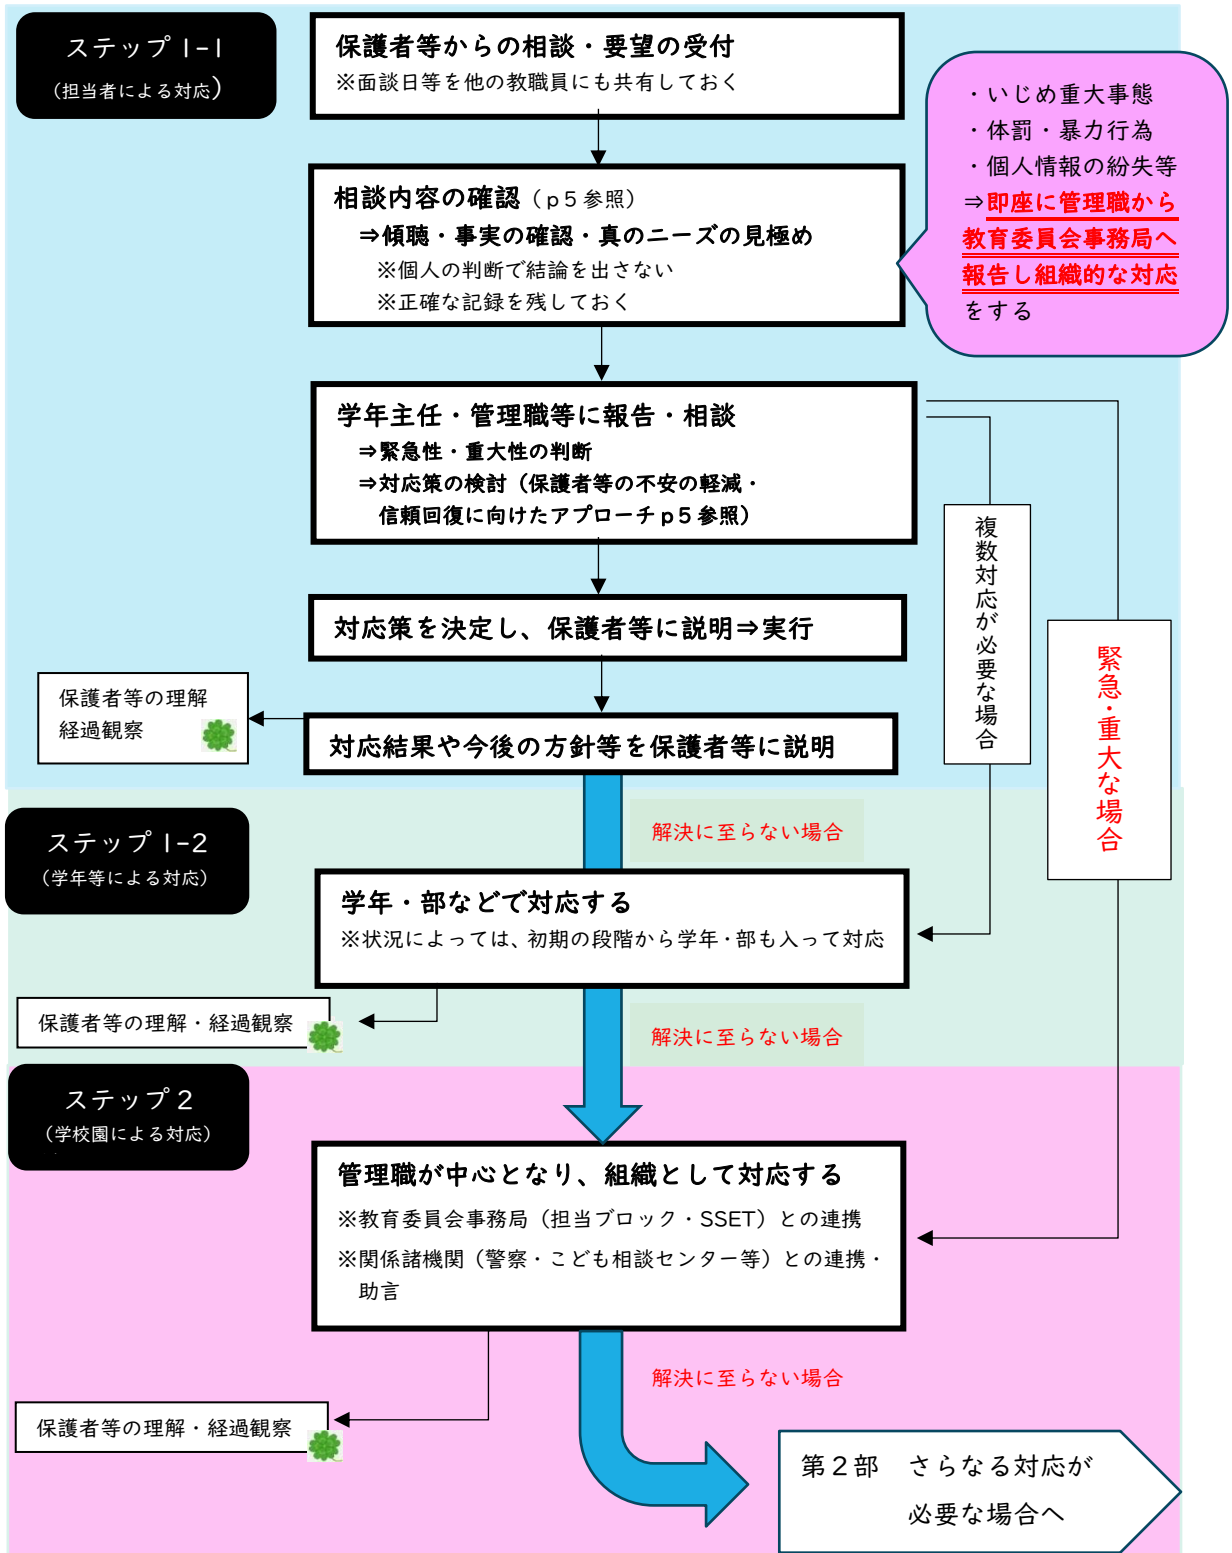 ステップ 1-1
（担当者による対応）
保護者等からの相談・要望の受付
※面談日等を他の教職員にも共有しておく
・いじめ重大事態
・体罰・暴力行為
・個人情報の紛失等
⇒即座に管理職から
教育委員会事務局へ
報告し組織的な対応
をする
相談内容の確認（p5参照）
⇒傾聴・事実の確認・真のニーズの見極め
※個人の判断で結論を出さない
※正確な記録を残しておく
学年主任・管理職等に報告・相談
⇒緊急性・重大性の判断
⇒対応策の検討（保護者等の不安の軽減・
信頼回復に向けたアプローチp5参照）
複数対応が必要な場合
緊急・重大な場合
対応策を決定し、保護者等に説明⇒実行
保護者等の理解
経過観察
対応結果や今後の方針等を保護者等に説明
解決に至らない場合
ステップ 1-2
（学年等による対応）
学年・部などで対応する
※状況によっては、初期の段階から学年・部も入って対応
保護者等の理解・経過観察
解決に至らない場合
ステップ 2
（学校園による対応）
管理職が中心となり、組織として対応する
※教育委員会事務局（担当ブロック・SSET）との連携
※関係諸機関（警察・こども相談センター等）との連携・
助言
解決に至らない場合
保護者等の理解・経過観察
第2部　さらなる対応が
必要な場合へ